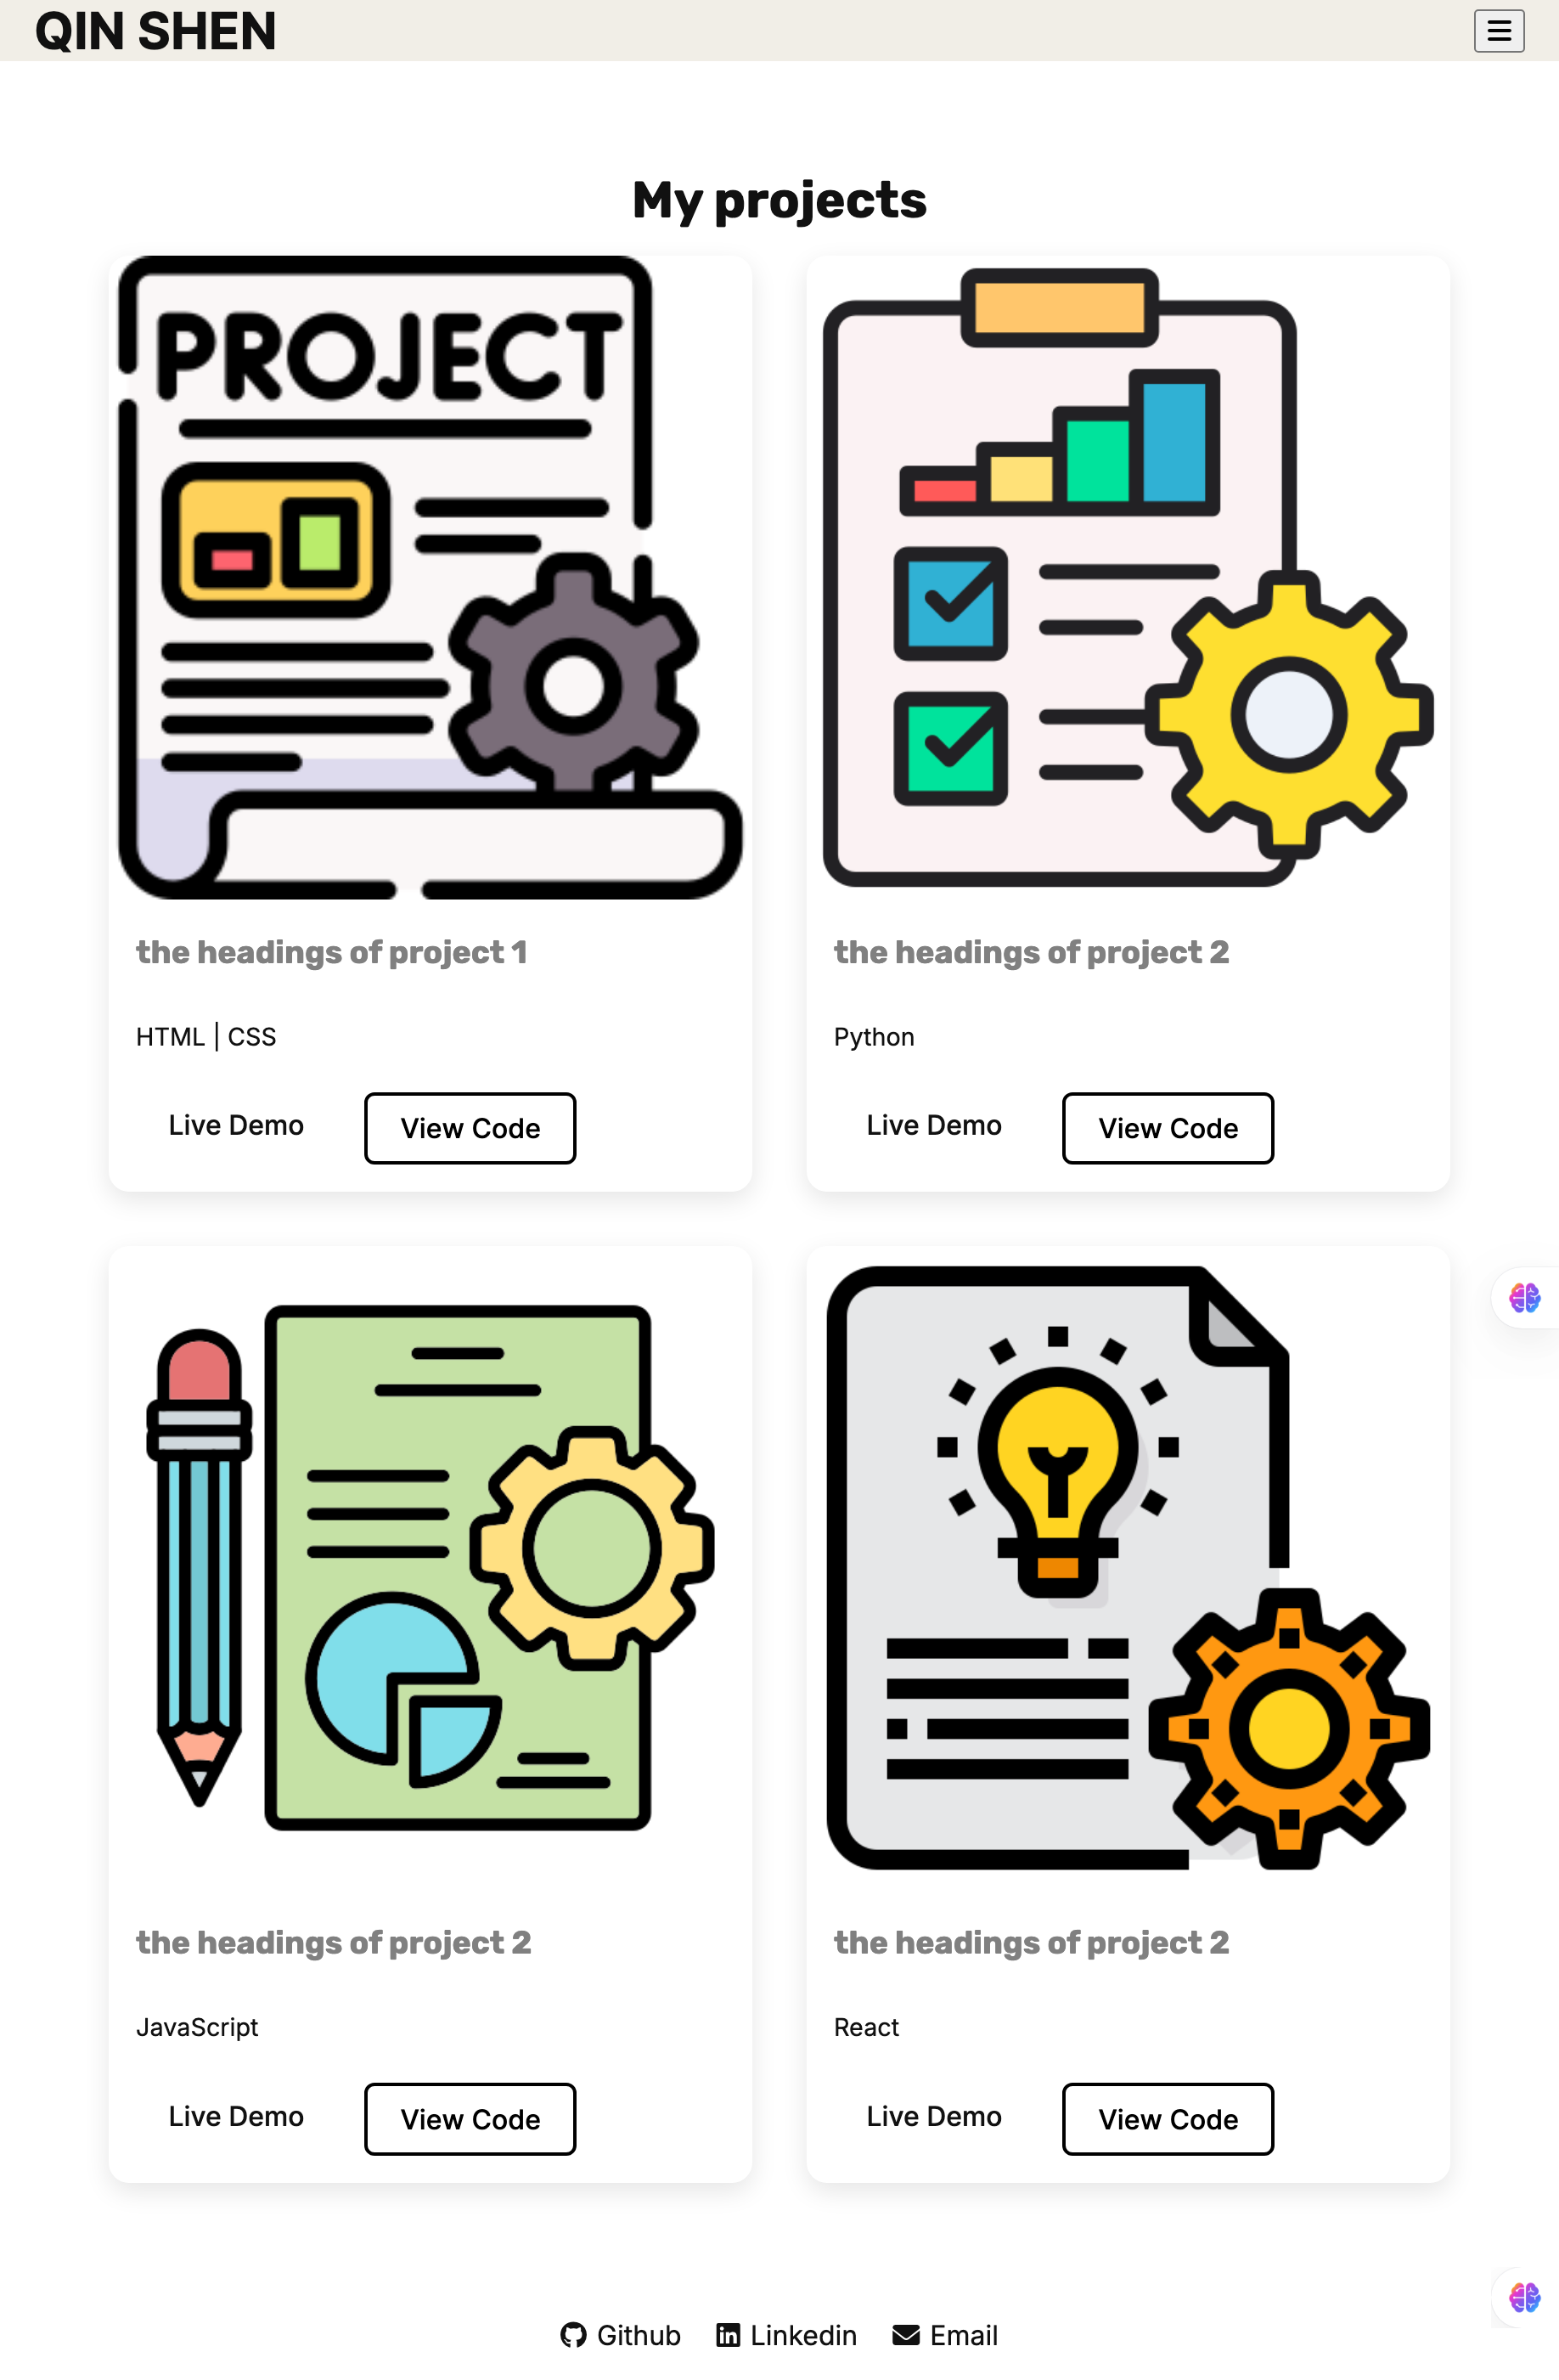 QIN SHEN
My projects
PROJECT
the headings of project 1
HTML | CSS
Live Demo
View Code
the headings of project 2
Python
Live Demo
View Code
the headings of project 2
JavaScript
Live Demo
View Code
the headings of project 2
React
Live Demo
View Code
Github Linkedin Email